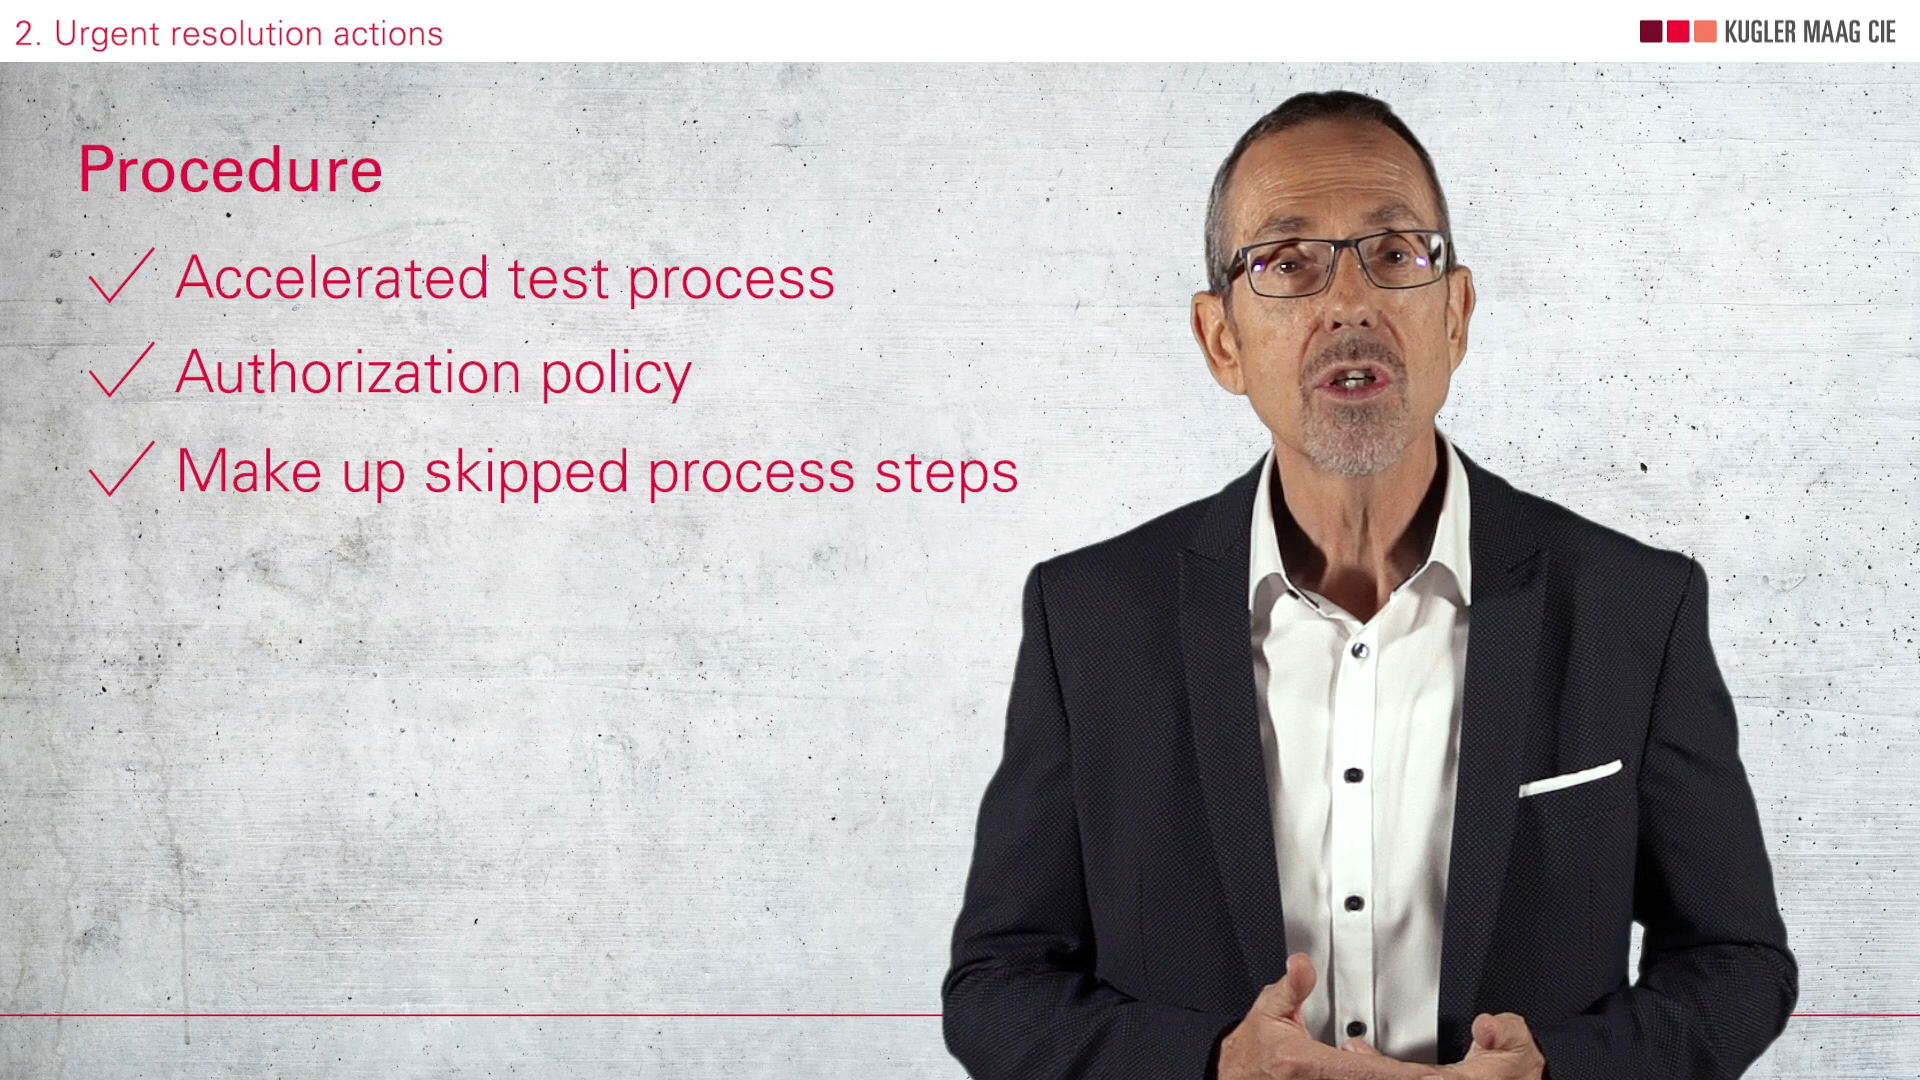 2. Urgent resolution actions
KUGLER MAAG CIE
Procedure
Accelerated test process
Authorization policy
Make up skipped process steps